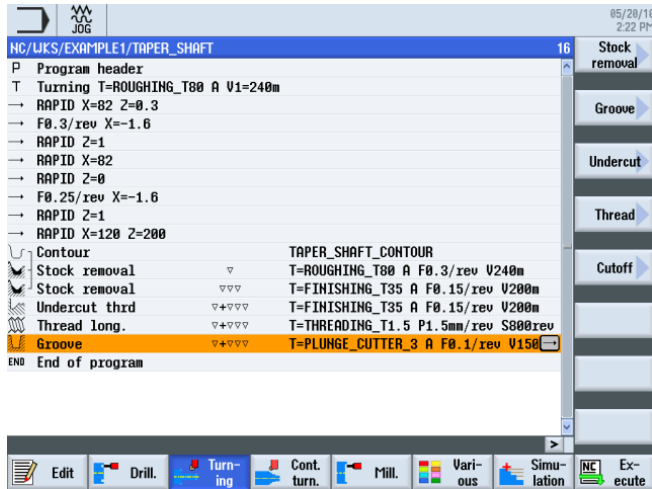 JOG
05/20/16
2:22 PM
NC/WKS/EXAMPLE1/TAPER_SHAFT 16
P Program header
T Turning T=ROUGHING_T80 A V1=240m
→ RAPID X=82 Z=0.3
→ F0.3/rev X=-1.6
→ RAPID Z=1
→ RAPID X=82
→ RAPID Z=0
→ F0.25/rev X=-1.6
→ RAPID Z=1
→ RAPID X=120 Z=200
Contour TAPER_SHAFT_CONTOUR
Stock removal ▽ T=ROUGHING_T80 A F0.3/rev V240m
Stock removal ▽▽▽ T=FINISHING_T35 A F0.15/rev V200m
Undercut thrd ▽+▽▽▽ T=FINISHING_T35 A F0.15/rev V200m
Thread long. ▽+▽▽▽ T=THREADING_T1.5 P1.5mm/rev S800rev
Groove ▽+▽▽▽ T=PLUNGE_CUTTER_3 A F0.1/rev V150 →
END End of program
Stock
removal
Groove
Undercut
Thread
Cutoff
>
Edit
Drill.
Turn-
ing
Cont.
turn.
Mill.
Vari-
ous
Simu-
lation
NC
Ex-
ecute